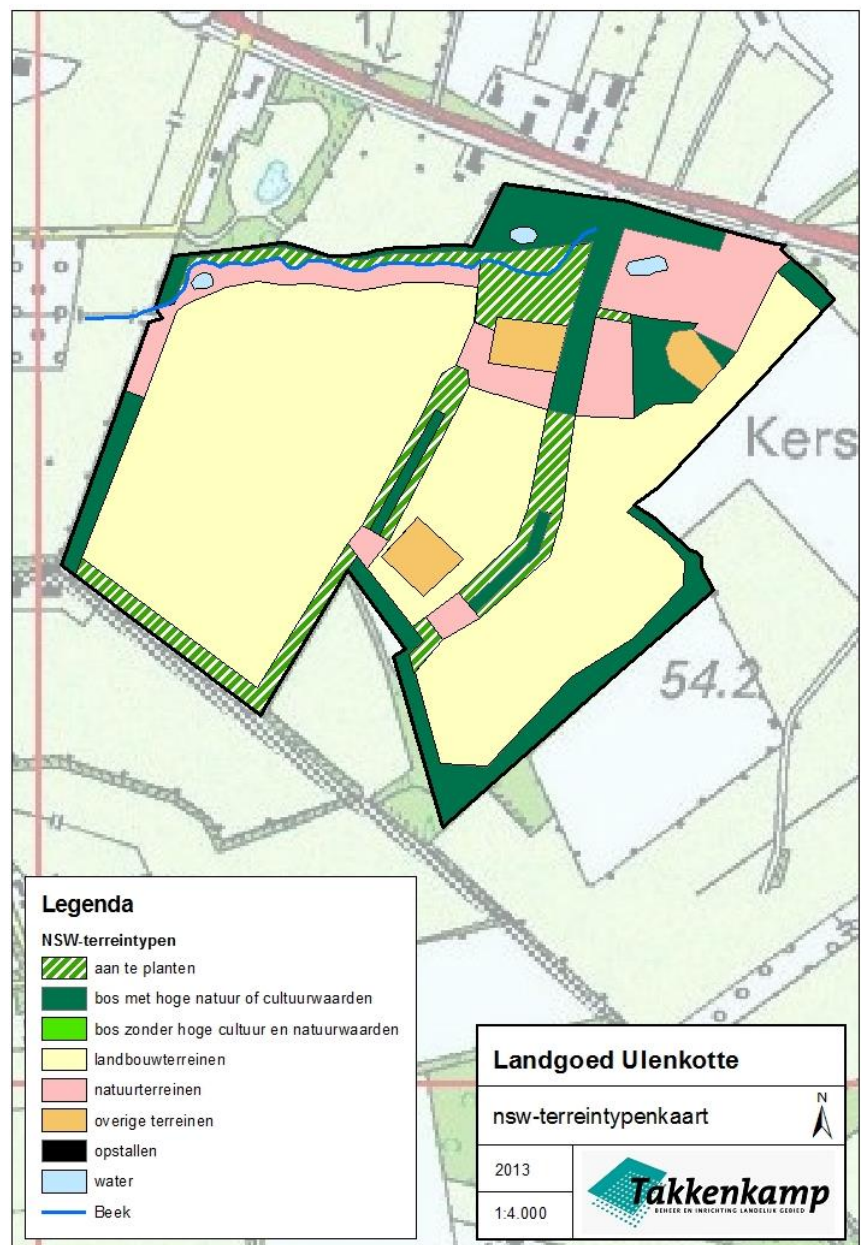 1
Kers
54.2
Legenda
NSW-terreintypen
aan te planten
bos met hoge natuur of cultuurwaarden
bos zonder hoge cultuur en natuurwaarden
landbouwterreinen
natuurterreinen
overige terreinen
opstallen
water
Beek
Landgoed Ulenkotte
nsw-terreintypenkaart
N
2013
1:4.000
Takkenkamp
BEHEER EN INRICHTING LANDELIJK GEBIED